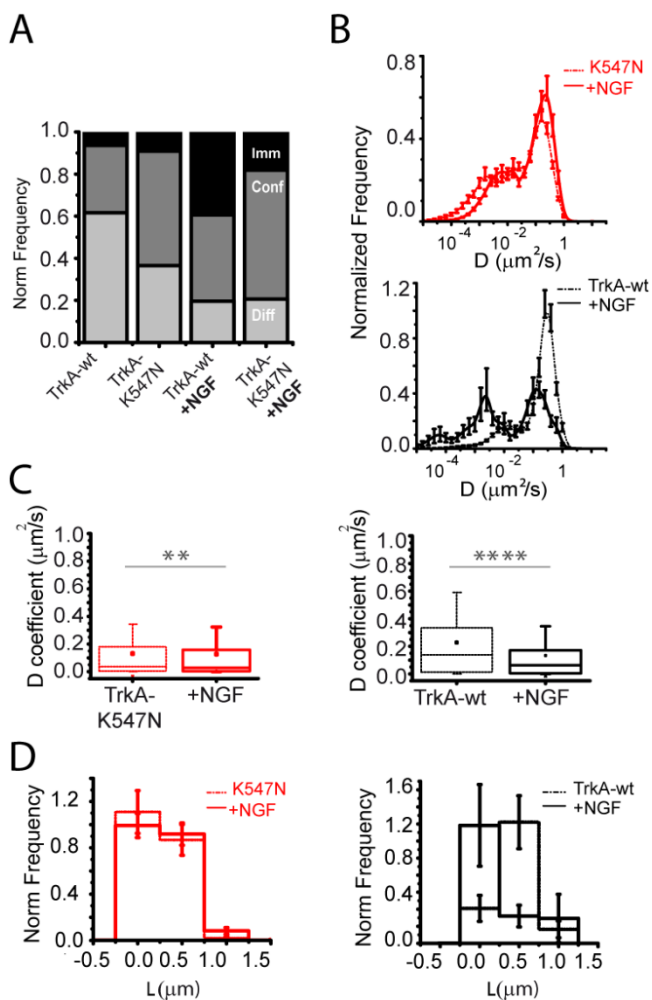 A
Norm Frequency
1.0
0.8
0.6
0.4
0.2
0.0
Imm
Conf
Diff
TrkA-wt
TrkA-
K547N
TrkA-wt
+NGF
TrkA-
K547N
+NGF
B
Normalized Frequency
0.8
0.4
0.0
K547N
+NGF
10⁻⁴ 10⁻² 1
D (μm²/s)
1.2
0.8
0.4
0.0
TrkA-wt
+NGF
10⁻⁴ 10⁻² 1
D (μm²/s)
C
D coefficient (μm²/s)
1.0
0.8
0.6
0.4
0.2
0.0
**
TrkA-
K547N
+NGF
D coefficient (μm²/s)
1.0
0.8
0.6
0.4
0.2
0.0
****
TrkA-wt
+NGF
D
Norm Frequency
1.2
0.8
0.4
0.0
K547N
+NGF
-0.5 0.0 0.5 1.0 1.5
L(μm)
Norm Frequency
1.6
1.2
0.8
0.4
0.0
TrkA-wt
+NGF
-0.5 0.0 0.5 1.0 1.5
L(μm)